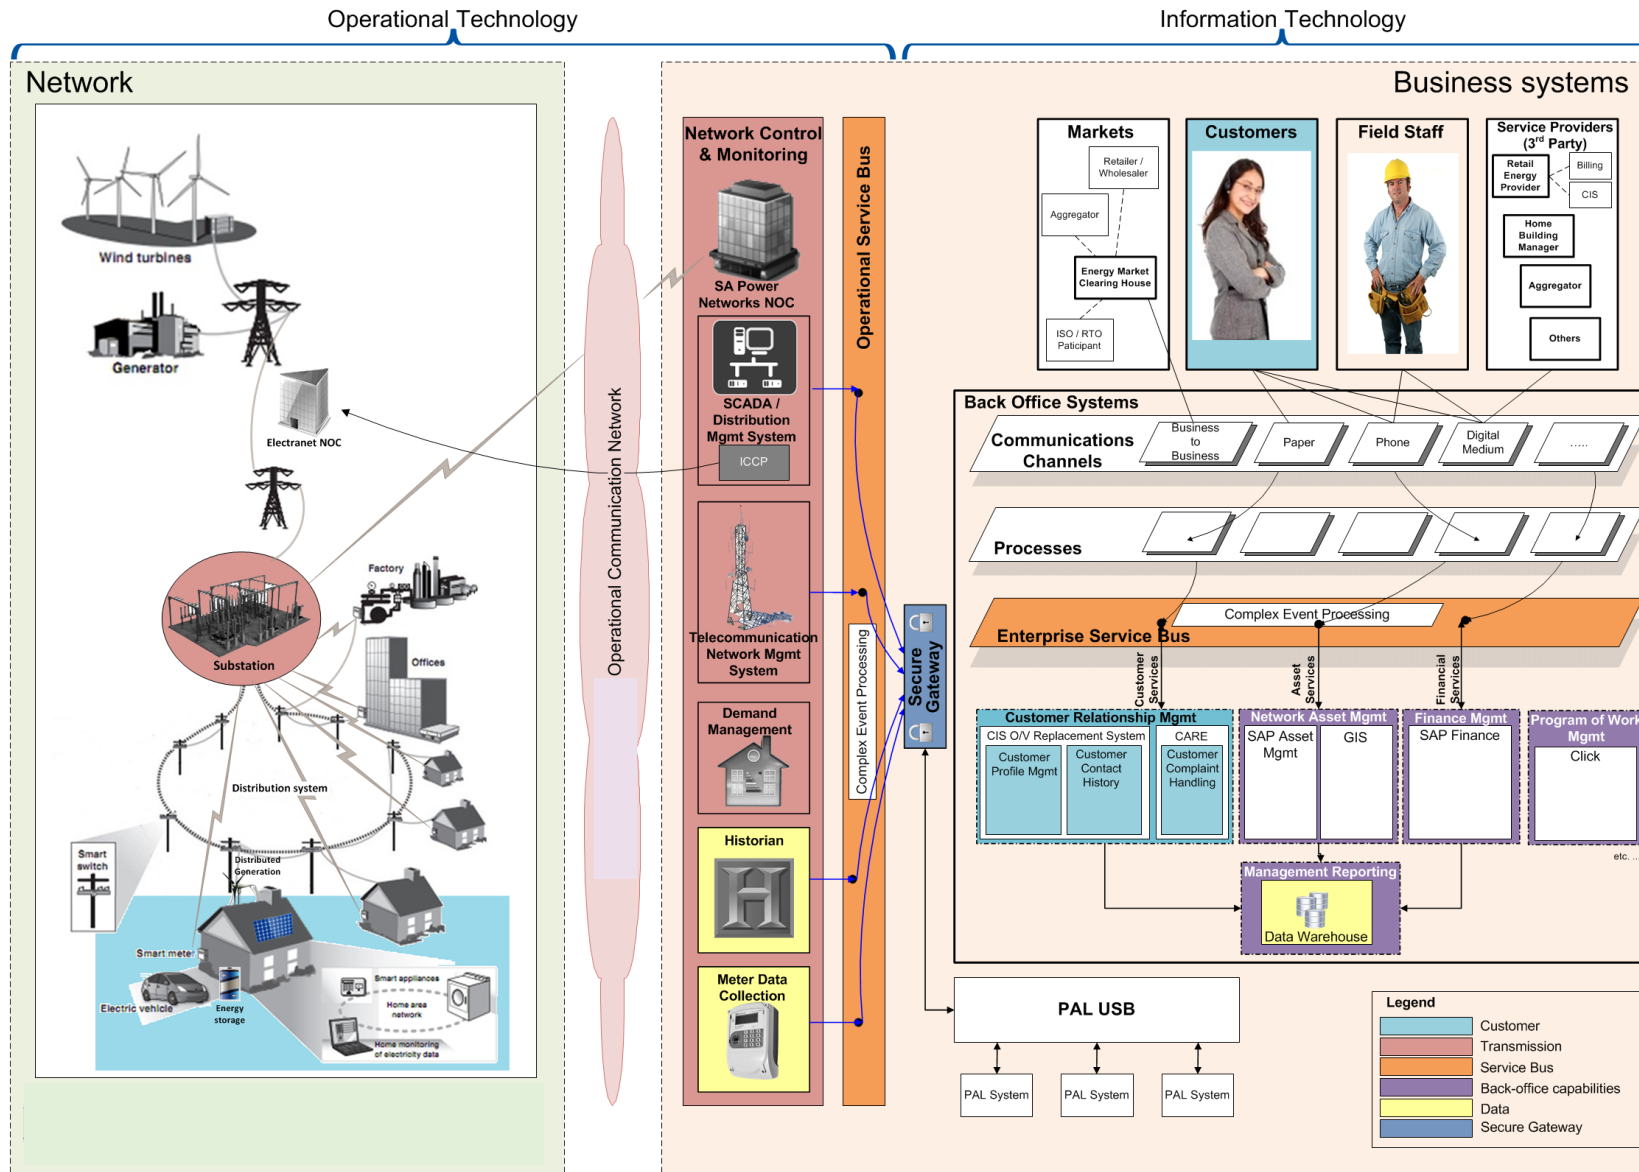 Operational Technology
Information Technology
Network
Business systems
Wind turbines
Generator
Electranet NOC
Factory
Substation
Offices
Distribution system
Smart
switch
Distributed
Generation
Smart meter
Electric vehicle
Energy
storage
Smart appliances
Home area
network
Home monitoring
of electricity data
Operational Communication Network
Network Control
& Monitoring
SA Power
Networks NOC
SCADA /
Distribution
Mgmt System
ICCP
Telecommunication
Network Mgmt
System
Demand
Management
Historian
Meter Data
Collection
Operational Service Bus
Complex Event Processing
Secure
Gateway
Markets
Retailer /
Wholesaler
Aggregator
Energy Market
Clearing House
ISO / RTO
Paticipant
Customers
Field Staff
Service Providers
(3rd Party)
Retail
Energy
Provider
Billing
CIS
Home
Building
Manager
Aggregator
Others
Back Office Systems
Communications
Channels
Business
to
Business
Paper
Phone
Digital
Medium
.....
Processes
Complex Event Processing
Enterprise Service Bus
Customer
Services
Asset
Services
Financial
Services
Customer Relationship Mgmt
CIS O/V Replacement System
Customer
Profile Mgmt
Customer
Contact
History
CARE
Customer
Complaint
Handling
Network Asset Mgmt
SAP Asset
Mgmt
GIS
Finance Mgmt
SAP Finance
Program of Work
Mgmt
Click
etc. ...
Management Reporting
Data Warehouse
PAL USB
PAL System
PAL System
PAL System
Legend
Customer
Transmission
Service Bus
Back-office capabilities
Data
Secure Gateway